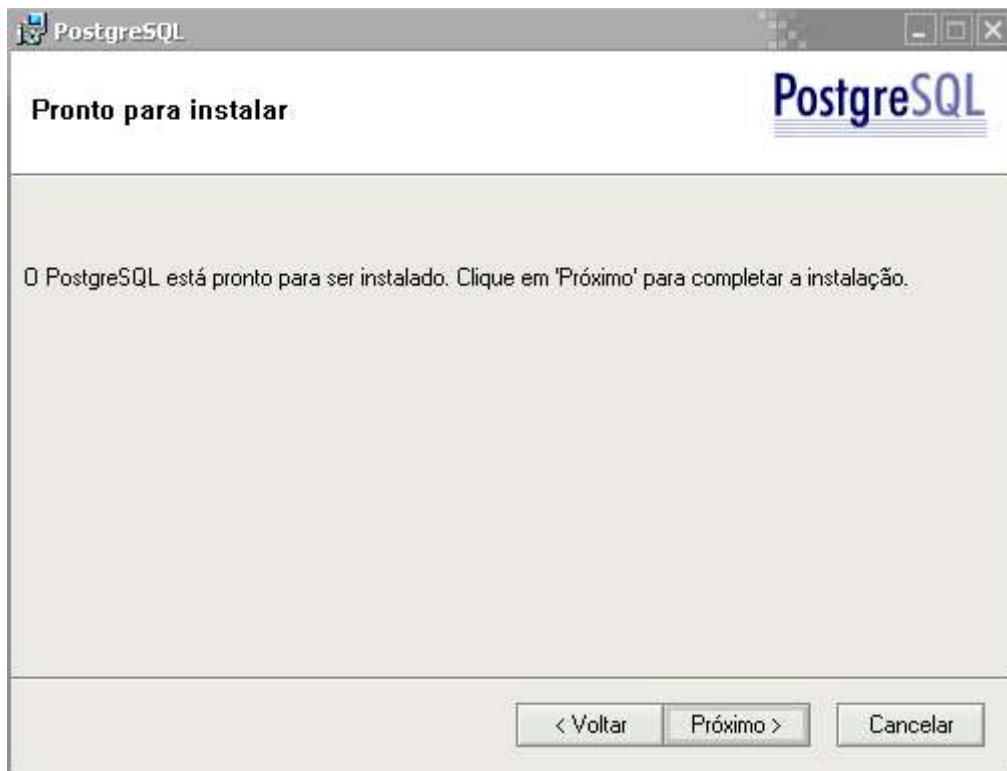 PostgreSQL
Pronto para instalar
PostgreSQL
O PostgreSQL está pronto para ser instalado. Clique em 'Próximo' para completar a instalação.
< Voltar
Próximo >
Cancelar